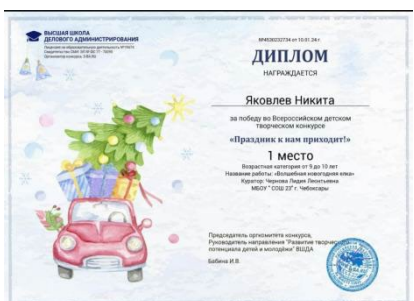 ВЫСШАЯ ШКОЛА
ДЕЛОВОГО АДМИНИСТРИРОВАНИЯ
ДИПЛОМ
НАГРАЖДАЕТСЯ
Яковлев Никита
за победу во Всероссийском детском
творческом конкурсе
«Праздник к нам приходит!»
1 место
Возрастная категория от 9 до 10 лет
Название работы: «Волшебная новогодняя елка»
Куратор: Чернова Лидия Леонтьевна
МБОУ " СОШ 23" г. Чебоксары
Председатель оргкомитета конкурса,
Руководитель направления "Развитие творческого
потенциала детей и молодёжи" ВШДА
Бабина И.В.